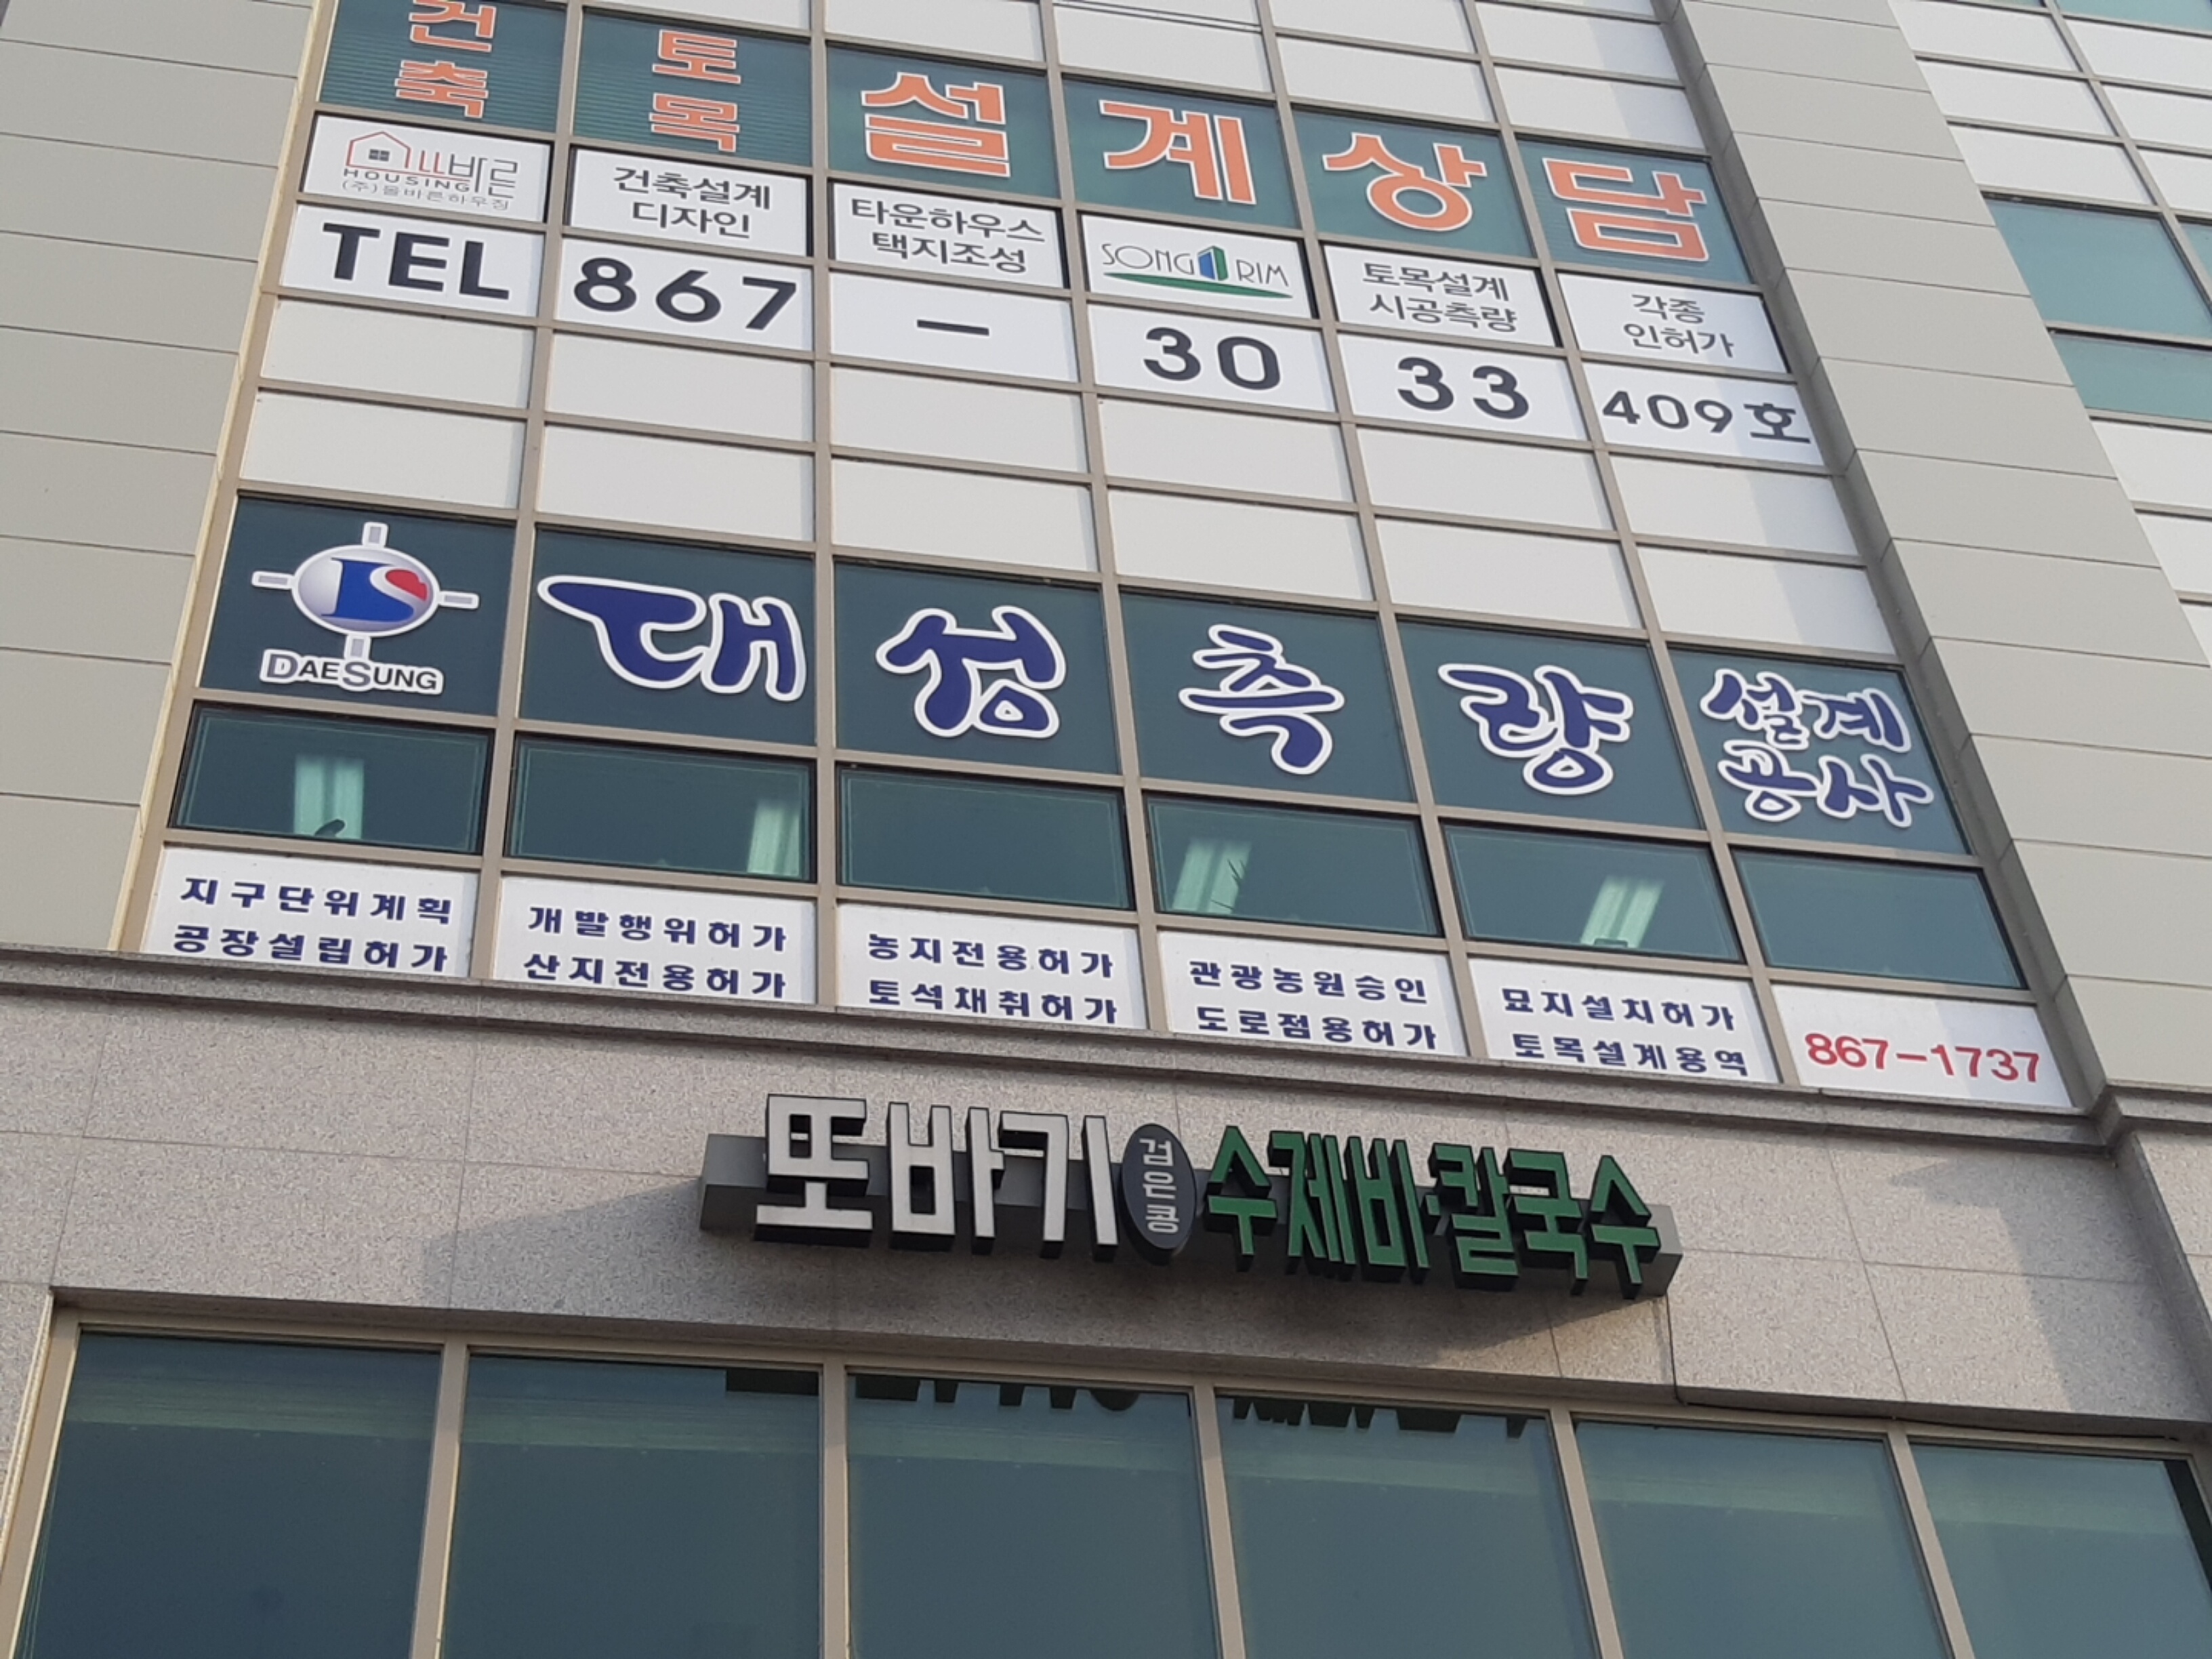 건축 토목 설계상담
올바른 HOUSING
(주)올바른하우징
건축설계
디자인
타운하우스
택지조성
SONG RIM
토목설계
시공측량
각종
인허가
TEL 867 - 3033 409호
DS
DAESUNG
대성측량
설계
공사
지구단위계획
공장설립허가
개발행위허가
산지전용허가
농지전용허가
토석채취허가
관광농원승인
도로점용허가
묘지설치허가
토목설계용역
867-1737
또바기 검은콩 수제비·칼국수